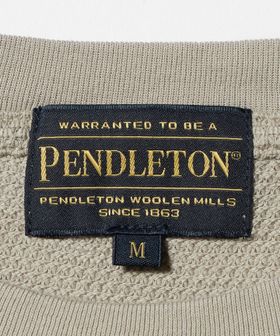 WARRANTED TO BE A
PENDLETON®
PENDLETON WOOLEN MILLS
SINCE 1863
M